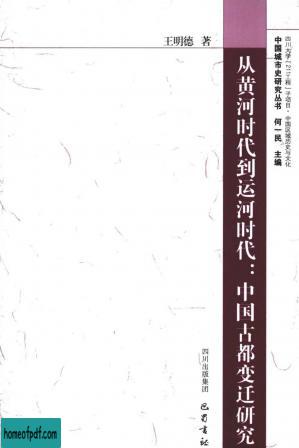 四川大学“211工程”子项目·中国区域历史与文化
中国城市史研究丛书 何一民 主编
从黄河时代到运河时代：中国古都变迁研究
王明德 著
四川出版集团
巴蜀书社
homeofpdf.com
homeofpdf.com